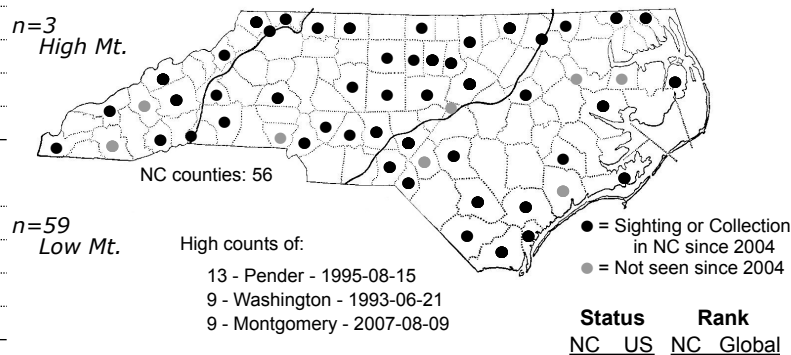 n=3
High Mt.
NC counties: 56
n=59
Low Mt.
High counts of:
13 - Pender - 1995-08-15
9 - Washington - 1993-06-21
9 - Montgomery - 2007-08-09
= Sighting or Collection
in NC since 2004
= Not seen since 2004
Status Rank
NC US NC Global